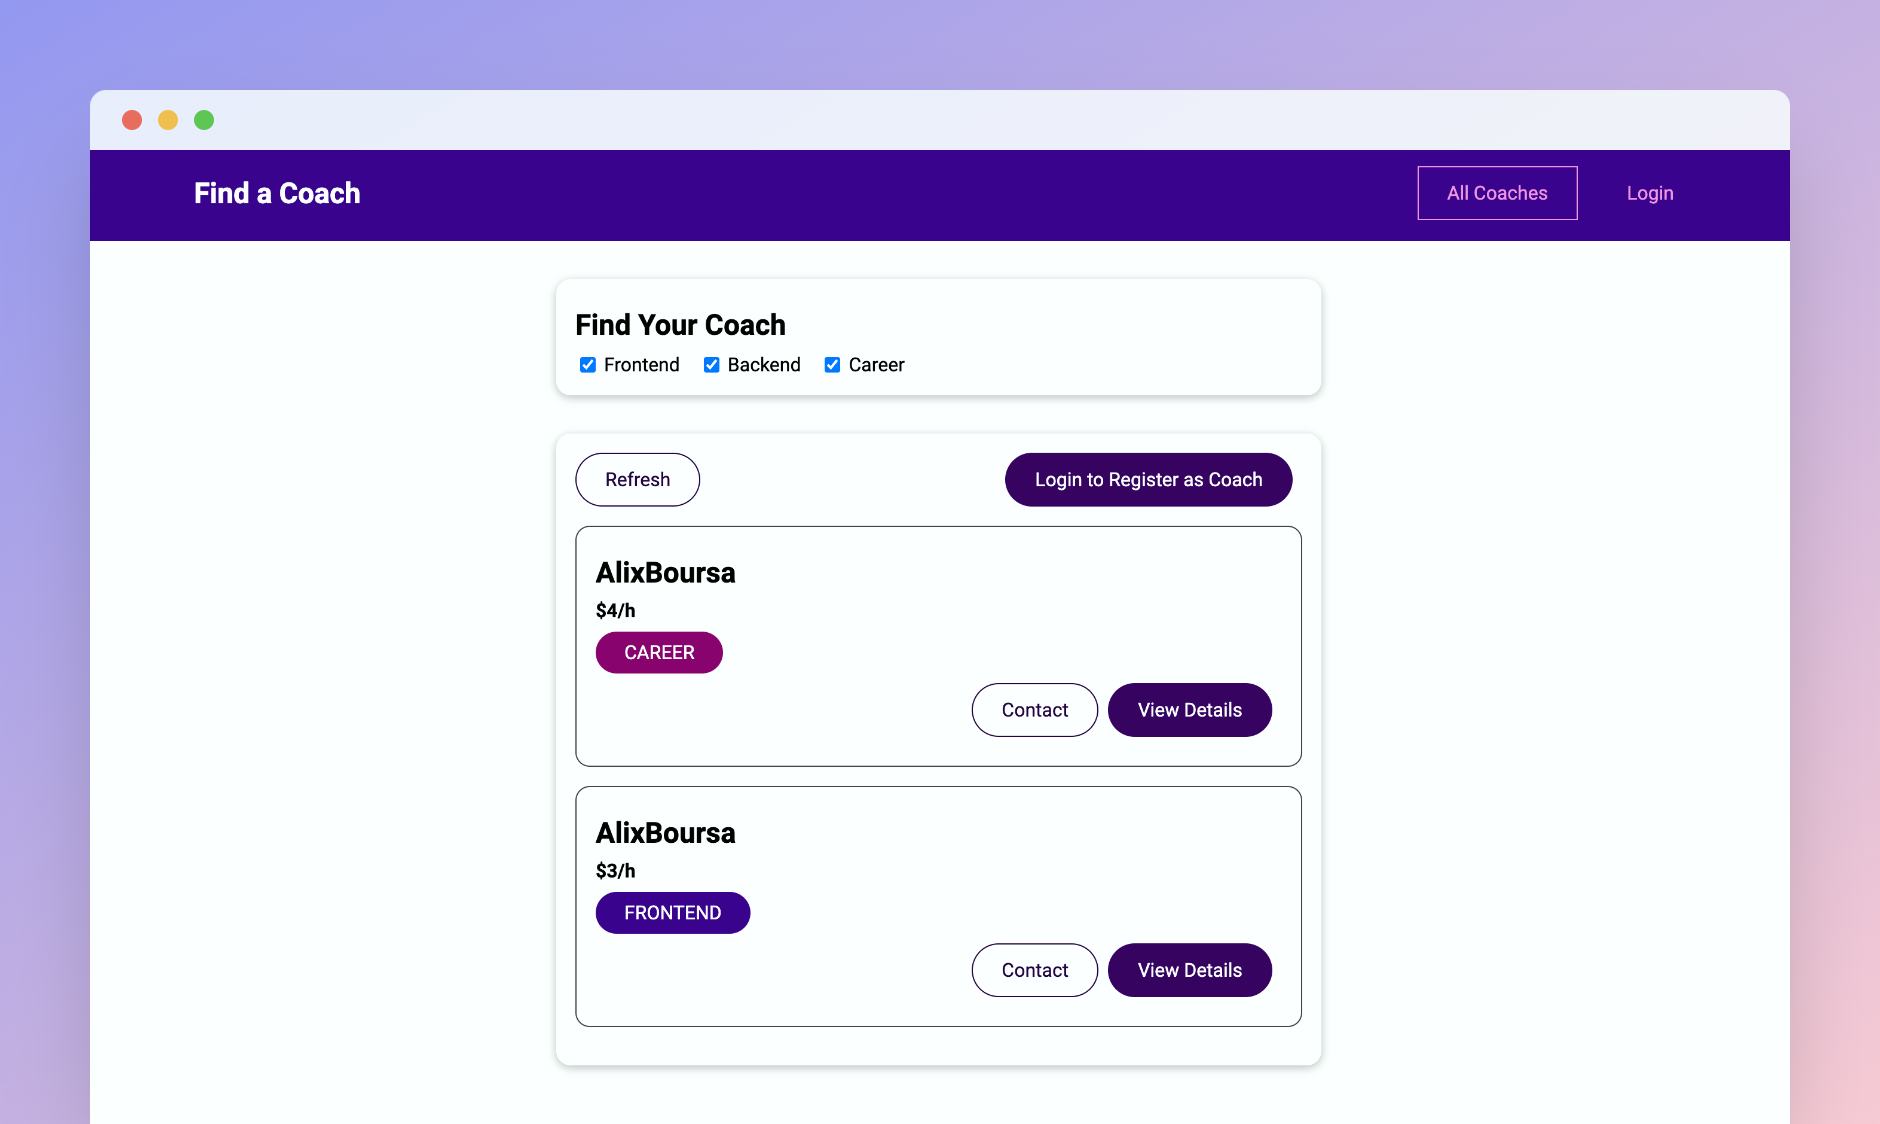 Find a Coach
All Coaches
Login
Find Your Coach
Frontend Backend Career
Refresh
Login to Register as Coach
AlixBoursa
$4/h
CAREER
Contact
View Details
AlixBoursa
$3/h
FRONTEND
Contact
View Details